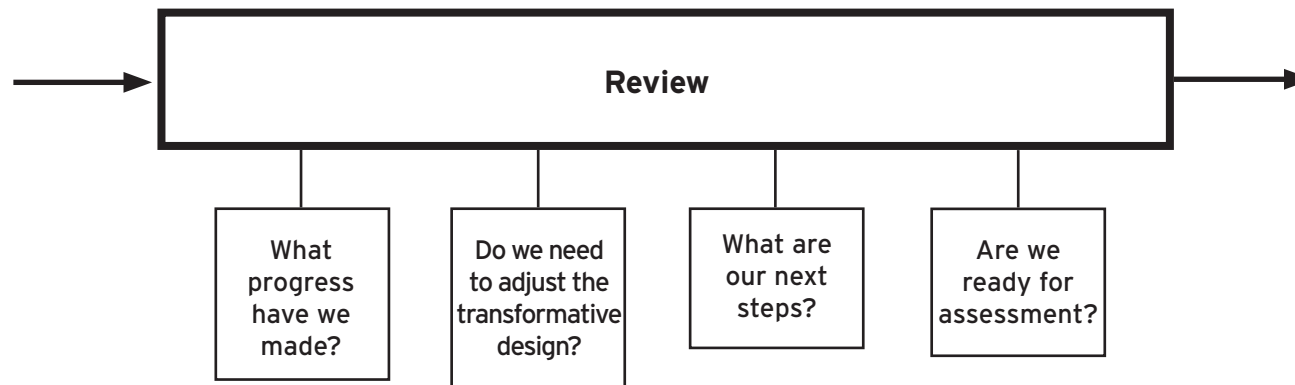 Review
What
progress
have we
made?
Do we need
to adjust the
transformative
design?
What are
our next
steps?
Are we
ready for
assessment?